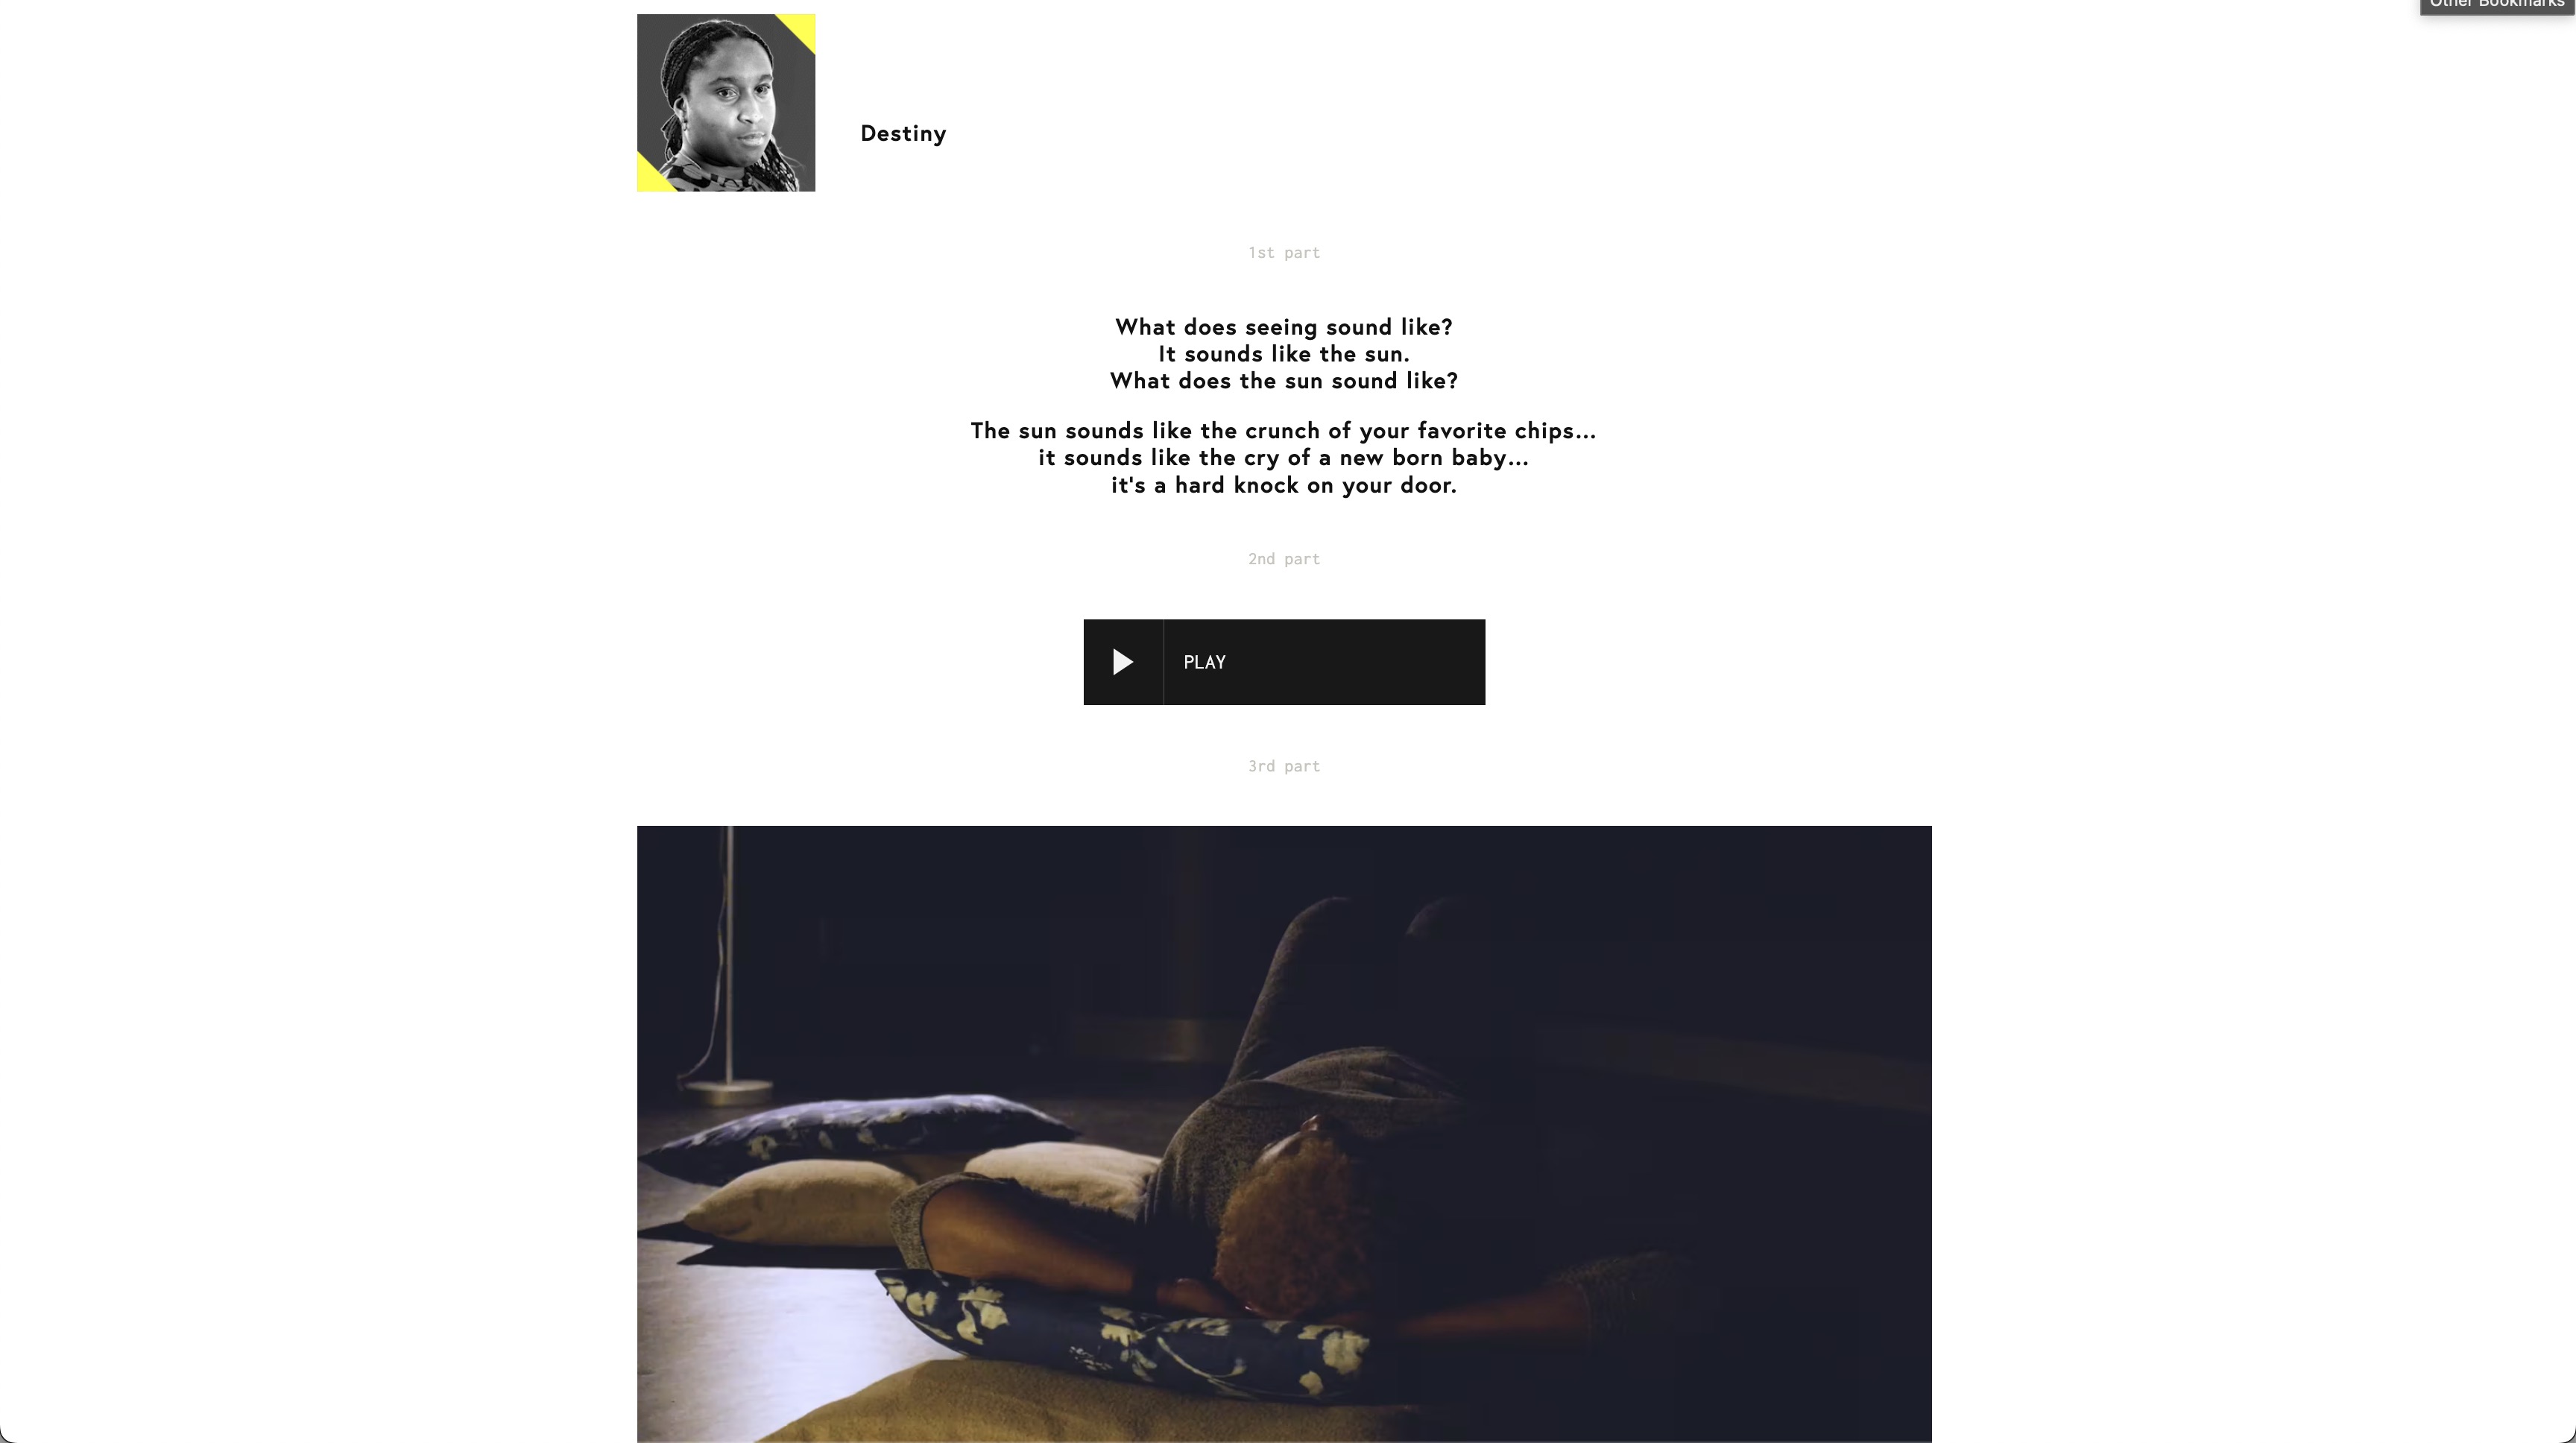 Other Bookmarks
Destiny
1st part
What does seeing sound like?
It sounds like the sun.
What does the sun sound like?
The sun sounds like the crunch of your favorite chips...
it sounds like the cry of a new born baby...
it's a hard knock on your door.
2nd part
PLAY
3rd part